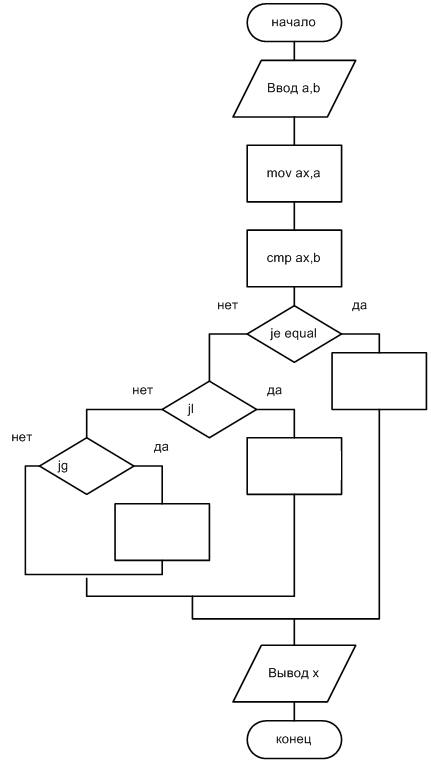 начало
Ввод a,b
mov ax,a
cmp ax,b
нет
да
je equal
нет
да
jl
нет
да
jg
Вывод x
конец